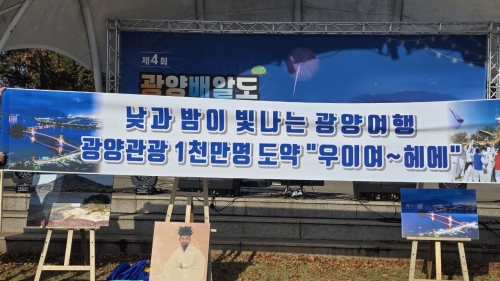 제4회
광양배알도
낮과 밤이 빛나는 광양여행
광양관광 1천만명 도약 "우이여~헤에"